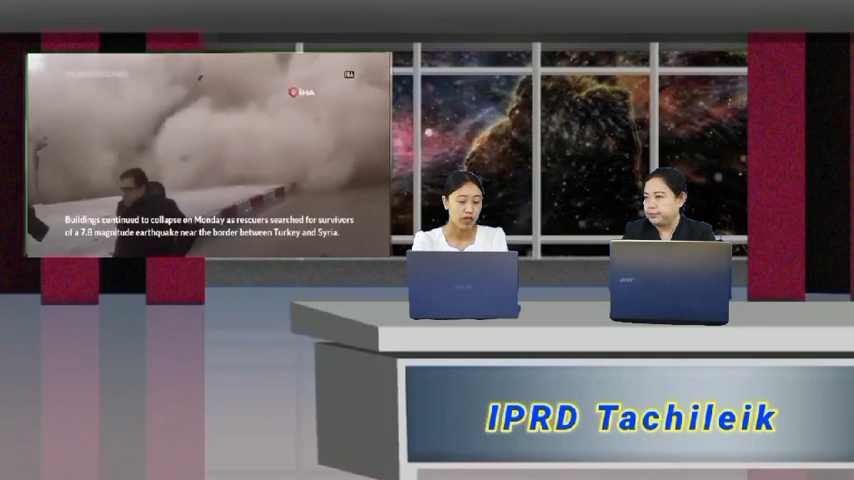 İHA
Buildings continued to collapse on Monday as rescuers searched for survivors
of a 7.8 magnitude earthquake near the border between Turkey and Syria.
acer
IPRD Tachileik